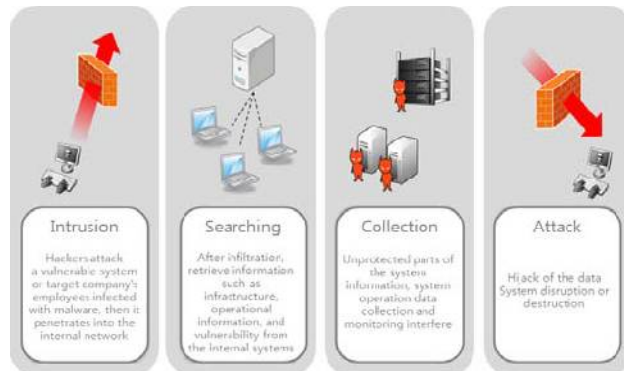 Intrusion
Hackers attack
a vulnerable system
or target company's
employees infected
with malware, then it
penetrates into the
internal network
Searching
After infiltration,
retrieve information
such as
infrastructure,
operational
information, and
vulnerability from
the internal systems
Collection
Unprotected parts of
the system
information, system
operation data
collection and
monitoring interfere
Attack
Hijack of the data
System disruption or
destruction